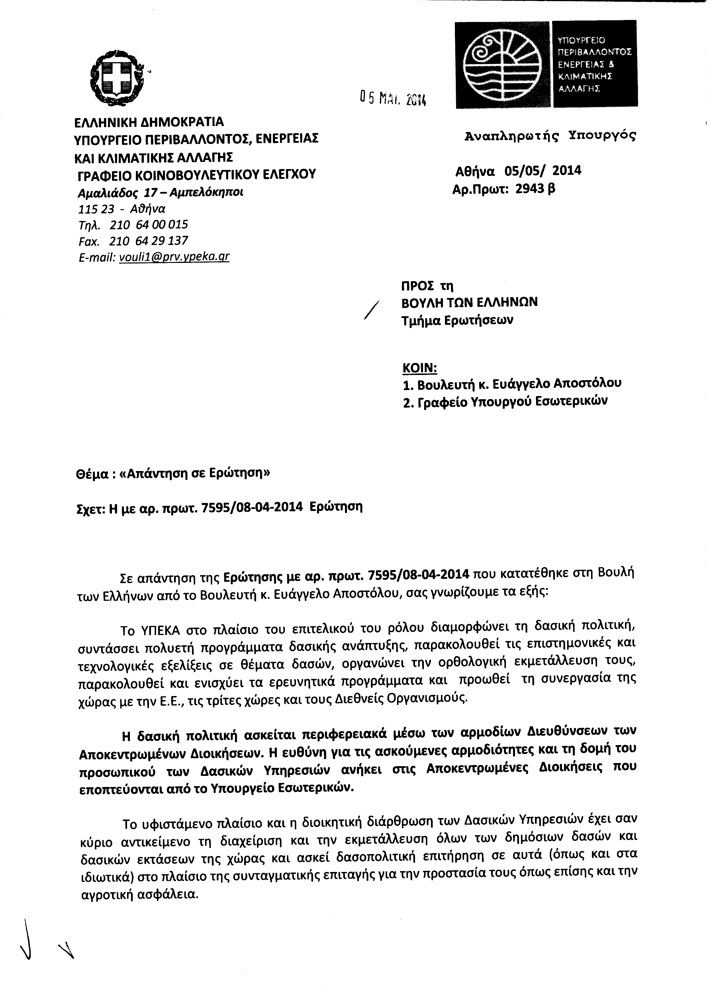 ΥΠΟΥΡΓΕΙΟ
ΠΕΡΙΒΑΛΛΟΝΤΟΣ
ΕΝΕΡΓΕΙΑΣ &
ΚΛΙΜΑΤΙΚΗΣ
ΑΛΛΑΓΗΣ
06 ΜΑΙ. 2014
ΕΛΛΗΝΙΚΗ ΔΗΜΟΚΡΑΤΙΑ
ΥΠΟΥΡΓΕΙΟ ΠΕΡΙΒΑΛΛΟΝΤΟΣ, ΕΝΕΡΓΕΙΑΣ
ΚΑΙ ΚΛΙΜΑΤΙΚΗΣ ΑΛΛΑΓΗΣ
ΓΡΑΦΕΙΟ ΚΟΙΝΟΒΟΥΛΕΥΤΙΚΟΥ ΕΛΕΓΧΟΥ
Αμαλιάδος 17 – Αμπελόκηποι
115 23 - Αθήνα
Τηλ. 210 64 00 015
Fax. 210 64 29 137
E-mail: vouli1@prv.ypeka.gr
Αναπληρωτής Υπουργός
Αθήνα 05/05/ 2014
Αρ.Πρωτ: 2943 β
ΠΡΟΣ τη
ΒΟΥΛΗ ΤΩΝ ΕΛΛΗΝΩΝ
Τμήμα Ερωτήσεων
ΚΟΙΝ:
1. Βουλευτή κ. Ευάγγελο Αποστόλου
2. Γραφείο Υπουργού Εσωτερικών
Θέμα : «Απάντηση σε Ερώτηση»
Σχετ: Η με αρ. πρωτ. 7595/08-04-2014 Ερώτηση
Σε απάντηση της Ερώτησης με αρ. πρωτ. 7595/08-04-2014 που κατατέθηκε στη Βουλή
των Ελλήνων από το Βουλευτή κ. Ευάγγελο Αποστόλου, σας γνωρίζουμε τα εξής:
Το ΥΠΕΚΑ στο πλαίσιο του επιτελικού του ρόλου διαμορφώνει τη δασική πολιτική,
συντάσσει πολυετή προγράμματα δασικής ανάπτυξης, παρακολουθεί τις επιστημονικές και
τεχνολογικές εξελίξεις σε θέματα δασών, οργανώνει την ορθολογική εκμετάλλευση τους,
παρακολουθεί και ενισχύει τα ερευνητικά προγράμματα και προωθεί τη συνεργασία της
χώρας με την Ε.Ε., τις τρίτες χώρες και τους Διεθνείς Οργανισμούς.
Η δασική πολιτική ασκείται περιφερειακά μέσω των αρμοδίων Διευθύνσεων των
Αποκεντρωμένων Διοικήσεων. Η ευθύνη για τις ασκούμενες αρμοδιότητες και τη δομή του
προσωπικού των Δασικών Υπηρεσιών ανήκει στις Αποκεντρωμένες Διοικήσεις που
εποπτεύονται από το Υπουργείο Εσωτερικών.
Το υφιστάμενο πλαίσιο και η διοικητική διάρθρωση των Δασικών Υπηρεσιών έχει σαν
κύριο αντικείμενο τη διαχείριση και την εκμετάλλευση όλων των δημόσιων δασών και
δασικών εκτάσεων της χώρας και ασκεί δασοπολιτική επιτήρηση σε αυτά (όπως και στα
ιδιωτικά) στο πλαίσιο της συνταγματικής επιταγής για την προστασία τους όπως επίσης και την
αγροτική ασφάλεια.